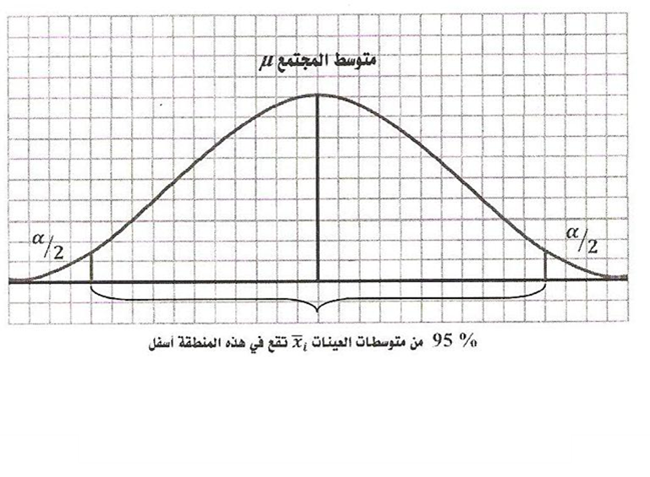 متوسط المجتمع μ
α/2
α/2
95 % من متوسطات العينات x̄ᵢ تقع في هذه المنطقة أسفل